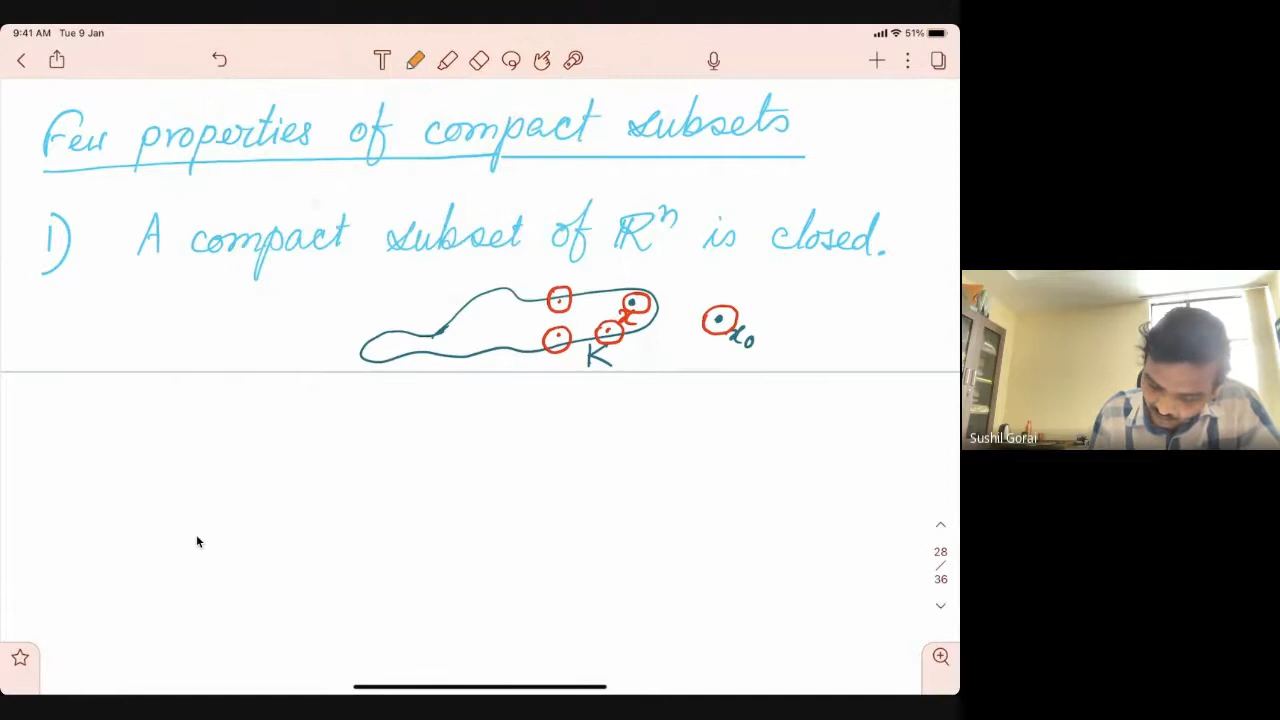 9:41 AM Tue 9 Jan
51%
T
Few properties of compact subsets
1) A compact subset of ℝⁿ is closed.
x
x₀
K
Sushil Gorai
28
/
36